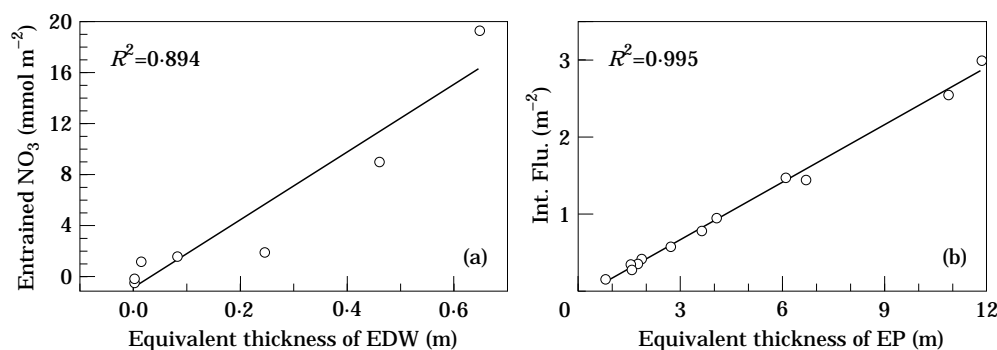 20
16
12
8
4
0
Entrained NO₃ (mmol m⁻²)
R²=0·894
(a)
0·0
0·2
0·4
0·6
Equivalent thickness of EDW (m)
3
2
1
Int. Flu. (m⁻²)
R²=0·995
(b)
0
3
6
9
12
Equivalent thickness of EP (m)